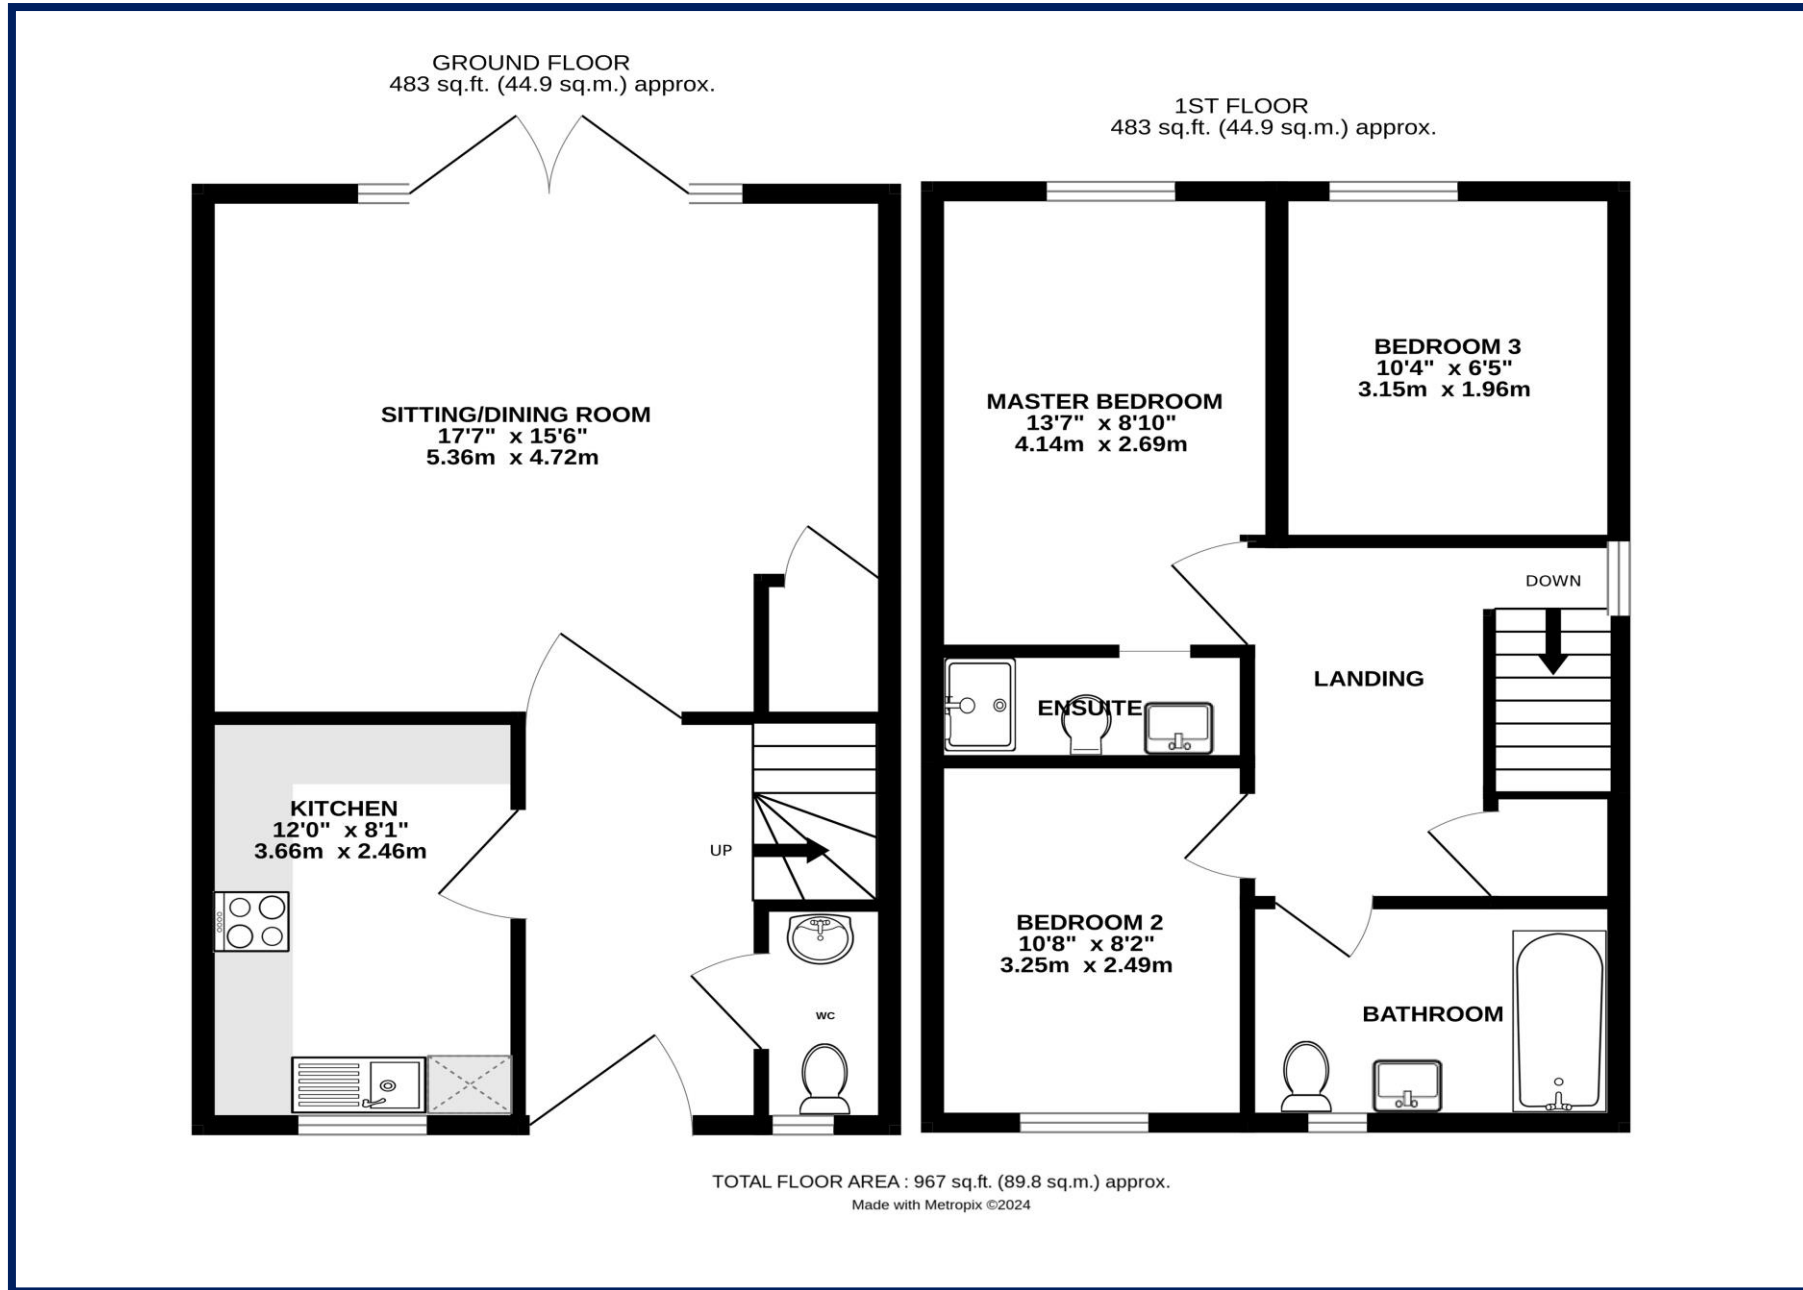 GROUND FLOOR
483 sq.ft. (44.9 sq.m.) approx.
SITTING/DINING ROOM
17'7" x 15'6"
5.36m x 4.72m
KITCHEN
12'0" x 8'1"
3.66m x 2.46m
UP
WC
1ST FLOOR
483 sq.ft. (44.9 sq.m.) approx.
MASTER BEDROOM
13'7" x 8'10"
4.14m x 2.69m
BEDROOM 3
10'4" x 6'5"
3.15m x 1.96m
DOWN
LANDING
ENSUITE
BEDROOM 2
10'8" x 8'2"
3.25m x 2.49m
BATHROOM
TOTAL FLOOR AREA : 967 sq.ft. (89.8 sq.m.) approx.
Made with Metropix ©2024